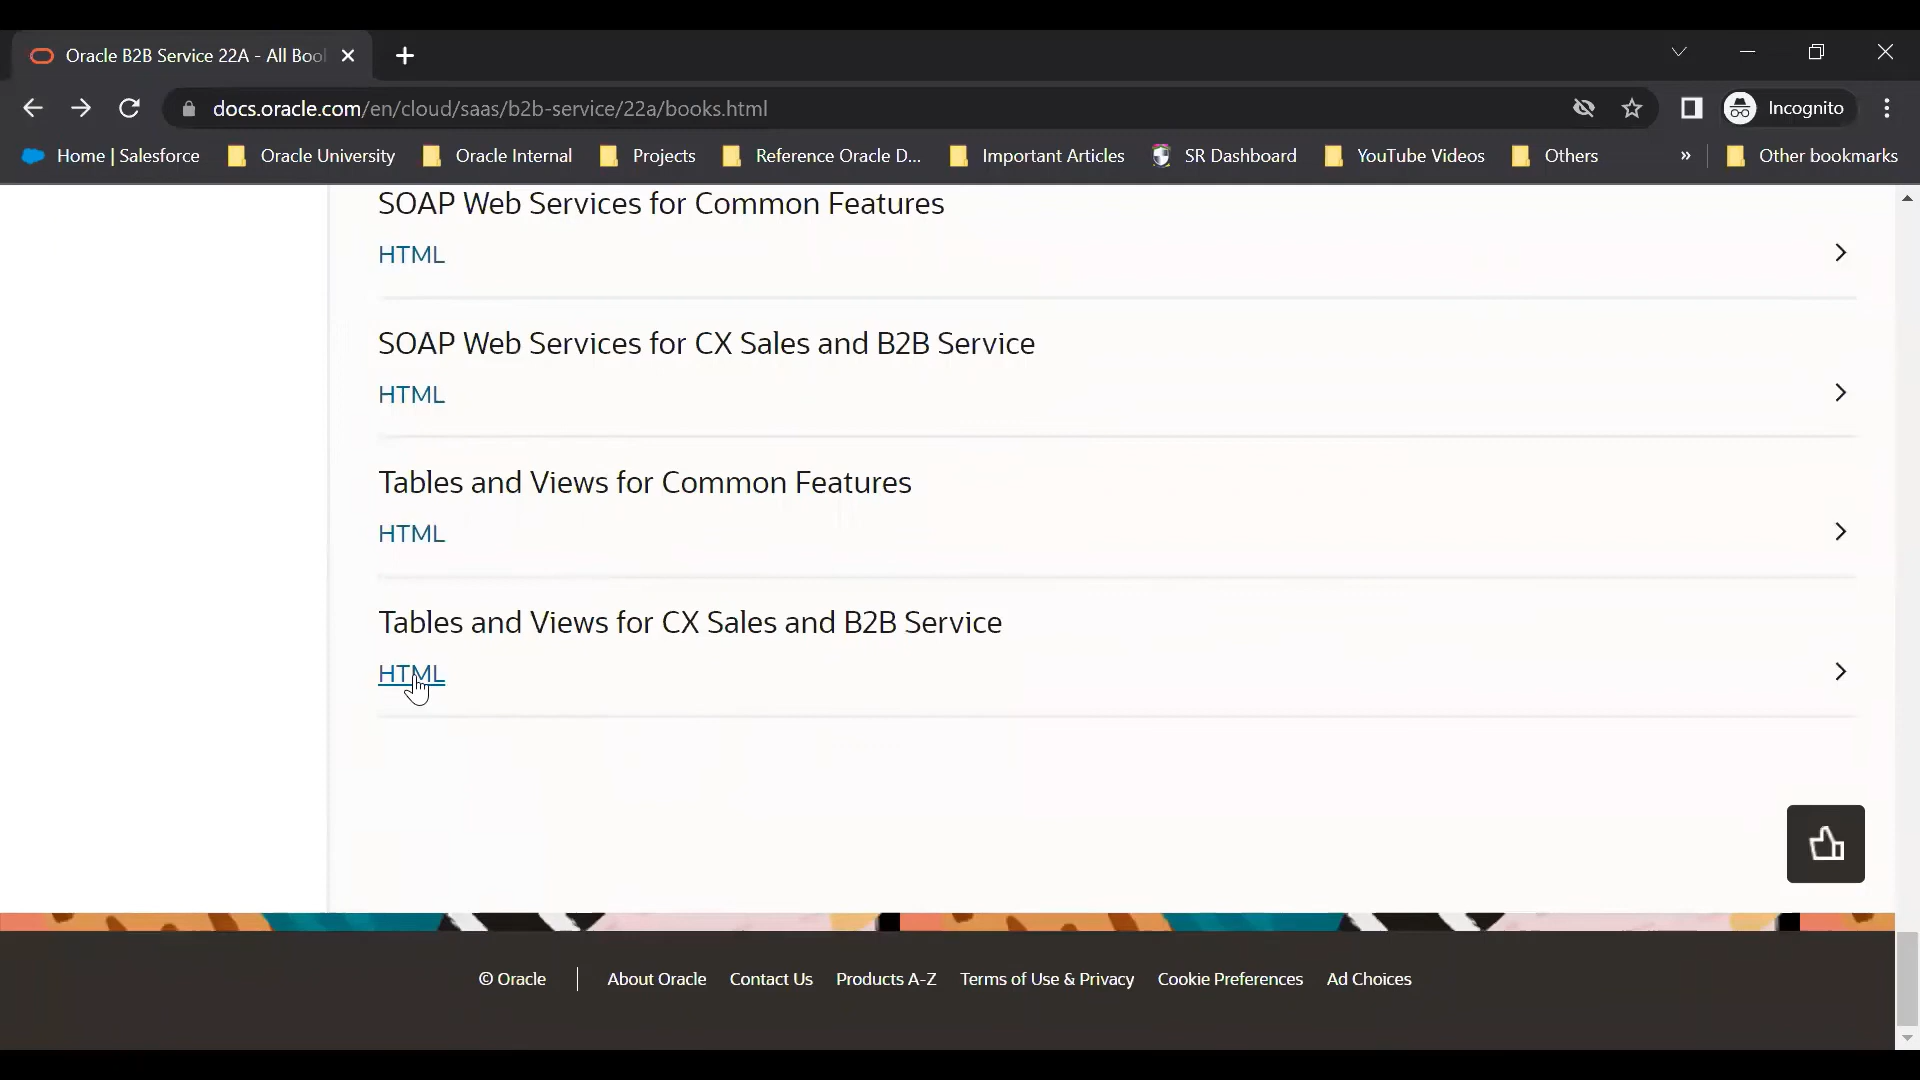 Oracle B2B Service 22A - All Bool
docs.oracle.com/en/cloud/saas/b2b-service/22a/books.html
Incognito
Home | Salesforce Oracle University Oracle Internal Projects Reference Oracle D... Important Articles SR Dashboard YouTube Videos Others » Other bookmarks
SOAP Web Services for Common Features
HTML
SOAP Web Services for CX Sales and B2B Service
HTML
Tables and Views for Common Features
HTML
Tables and Views for CX Sales and B2B Service
HTML
© Oracle | About Oracle Contact Us Products A-Z Terms of Use & Privacy Cookie Preferences Ad Choices